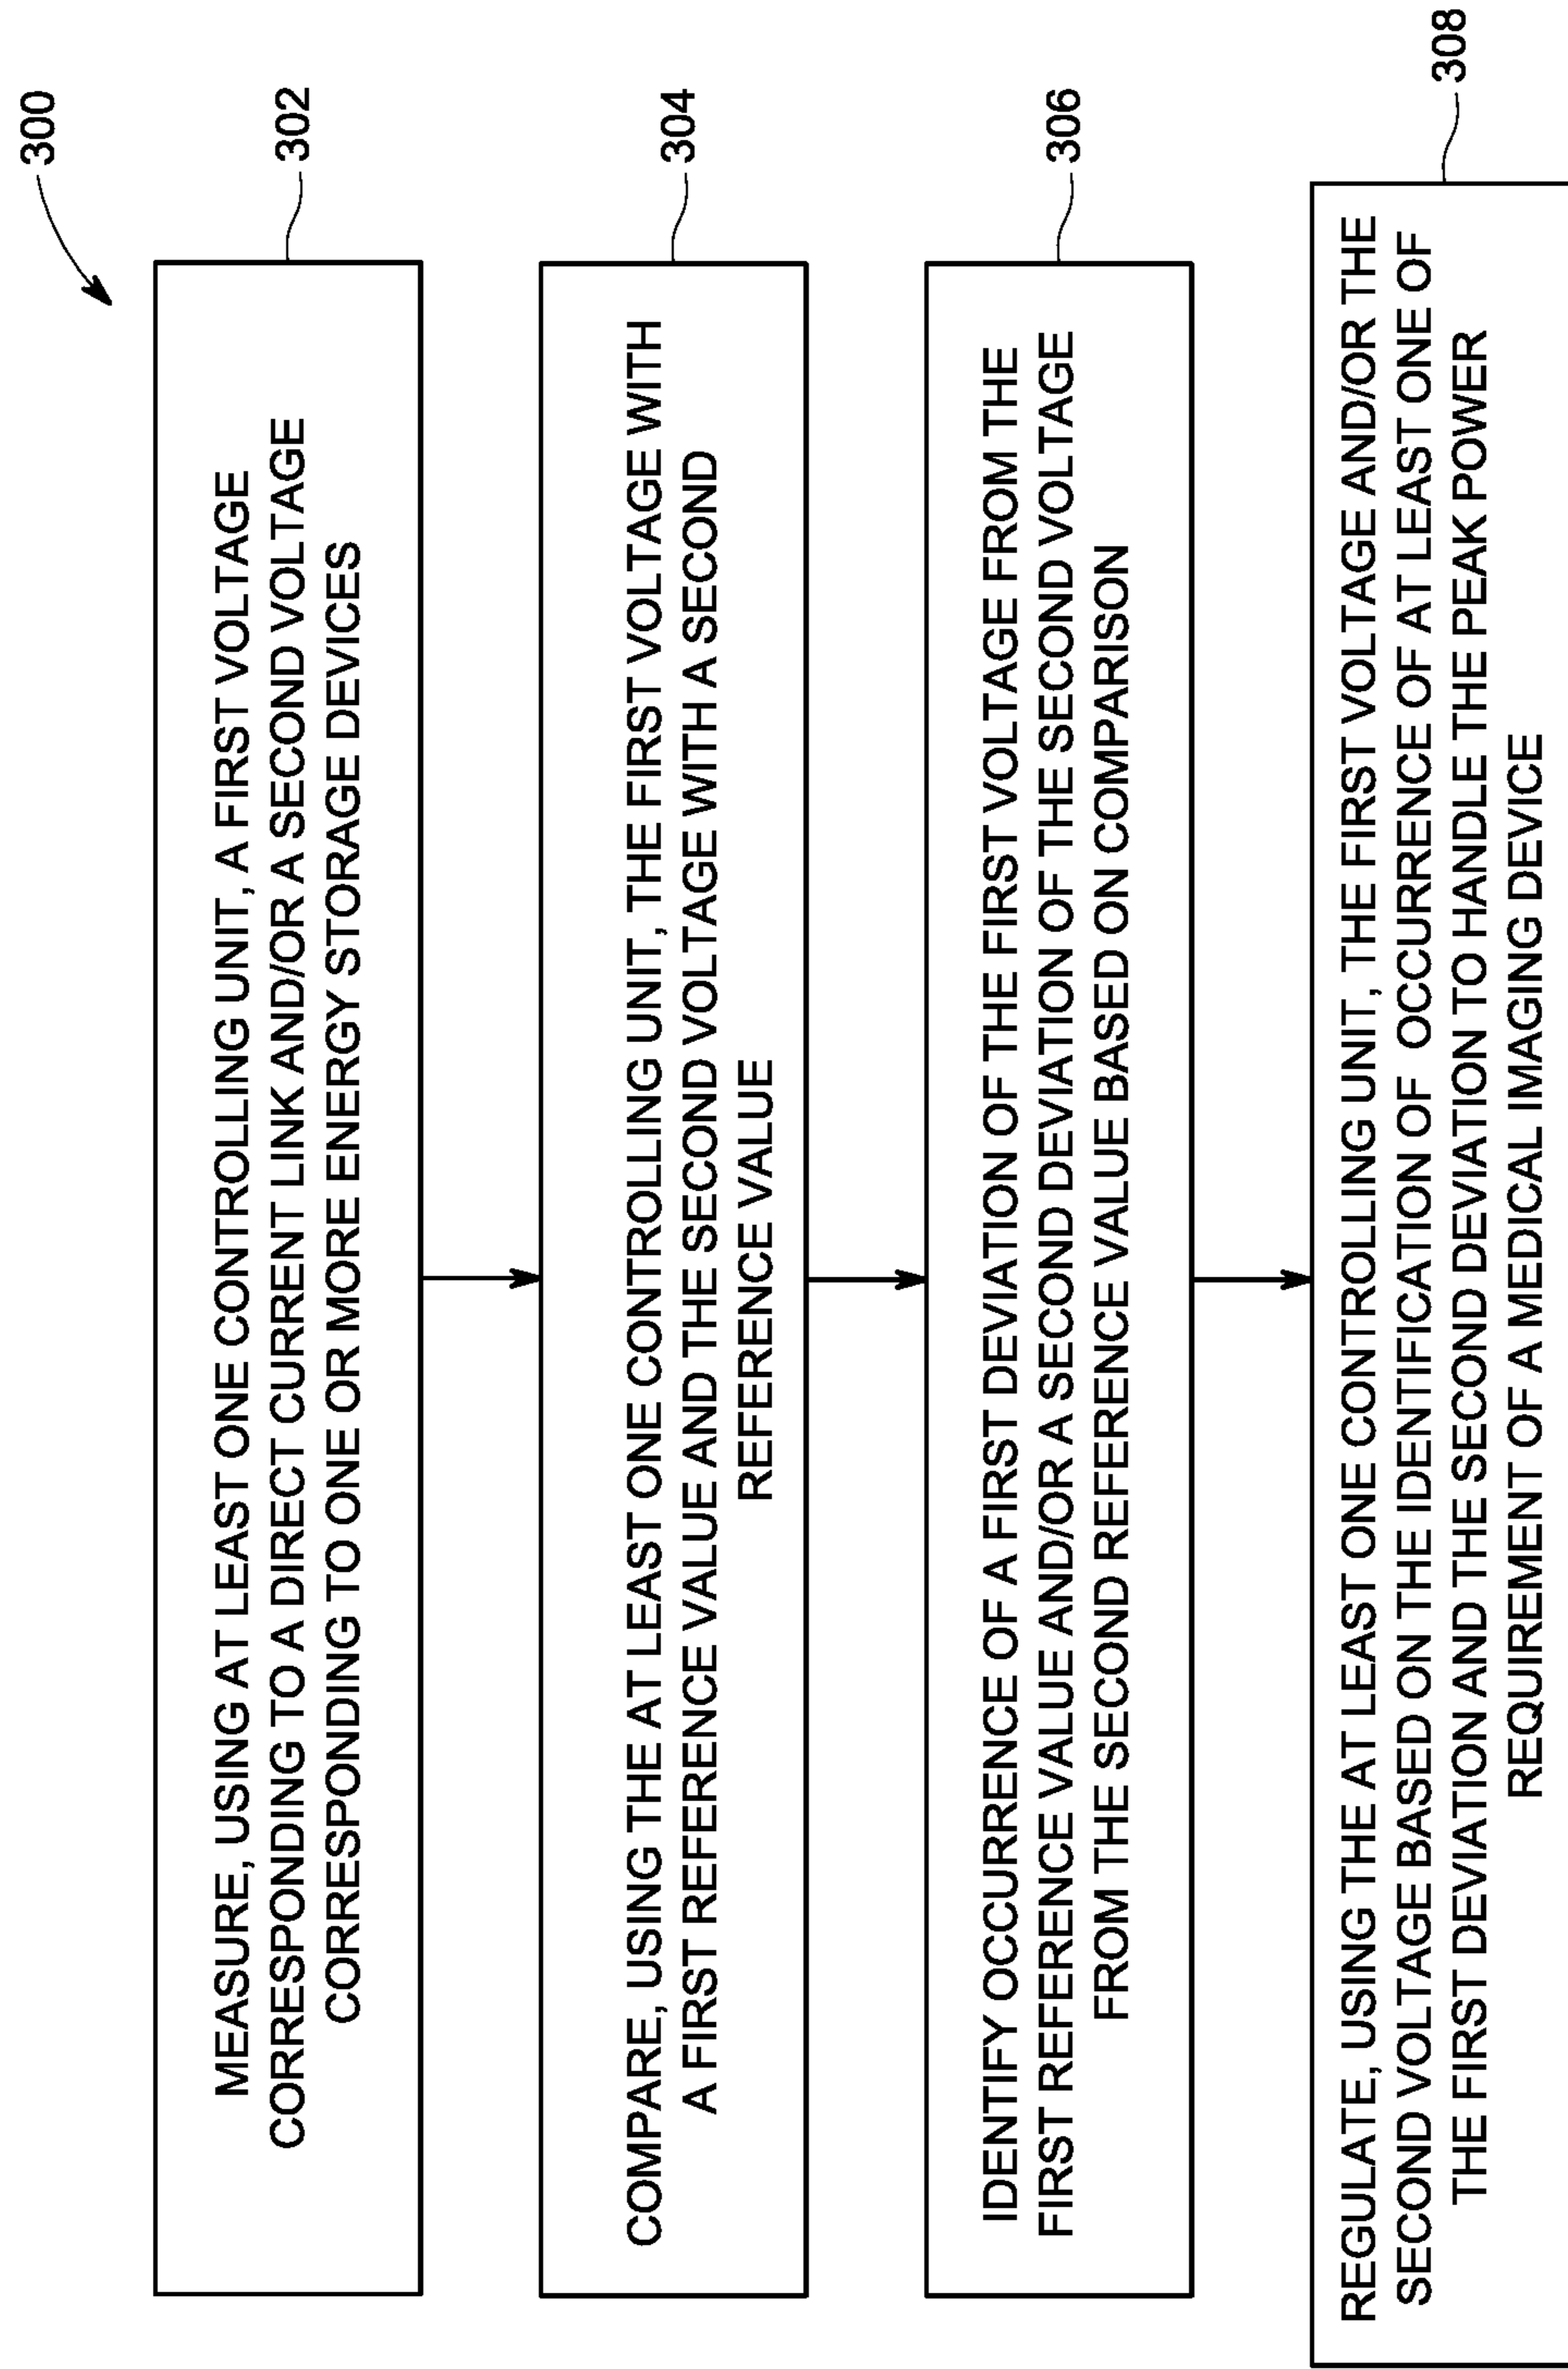 300
MEASURE, USING AT LEAST ONE CONTROLLING UNIT, A FIRST VOLTAGE
CORRESPONDING TO A DIRECT CURRENT LINK AND/OR A SECOND VOLTAGE
CORRESPONDING TO ONE OR MORE ENERGY STORAGE DEVICES
302
COMPARE, USING THE AT LEAST ONE CONTROLLING UNIT, THE FIRST VOLTAGE WITH
A FIRST REFERENCE VALUE AND THE SECOND VOLTAGE WITH A SECOND
REFERENCE VALUE
304
IDENTIFY OCCURRENCE OF A FIRST DEVIATION OF THE FIRST VOLTAGE FROM THE
FIRST REFERENCE VALUE AND/OR A SECOND DEVIATION OF THE SECOND VOLTAGE
FROM THE SECOND REFERENCE VALUE BASED ON COMPARISON
306
REGULATE, USING THE AT LEAST ONE CONTROLLING UNIT, THE FIRST VOLTAGE AND/OR THE
SECOND VOLTAGE BASED ON THE IDENTIFICATION OF OCCURRENCE OF AT LEAST ONE OF
THE FIRST DEVIATION AND THE SECOND DEVIATION TO HANDLE THE PEAK POWER
REQUIREMENT OF A MEDICAL IMAGING DEVICE
308